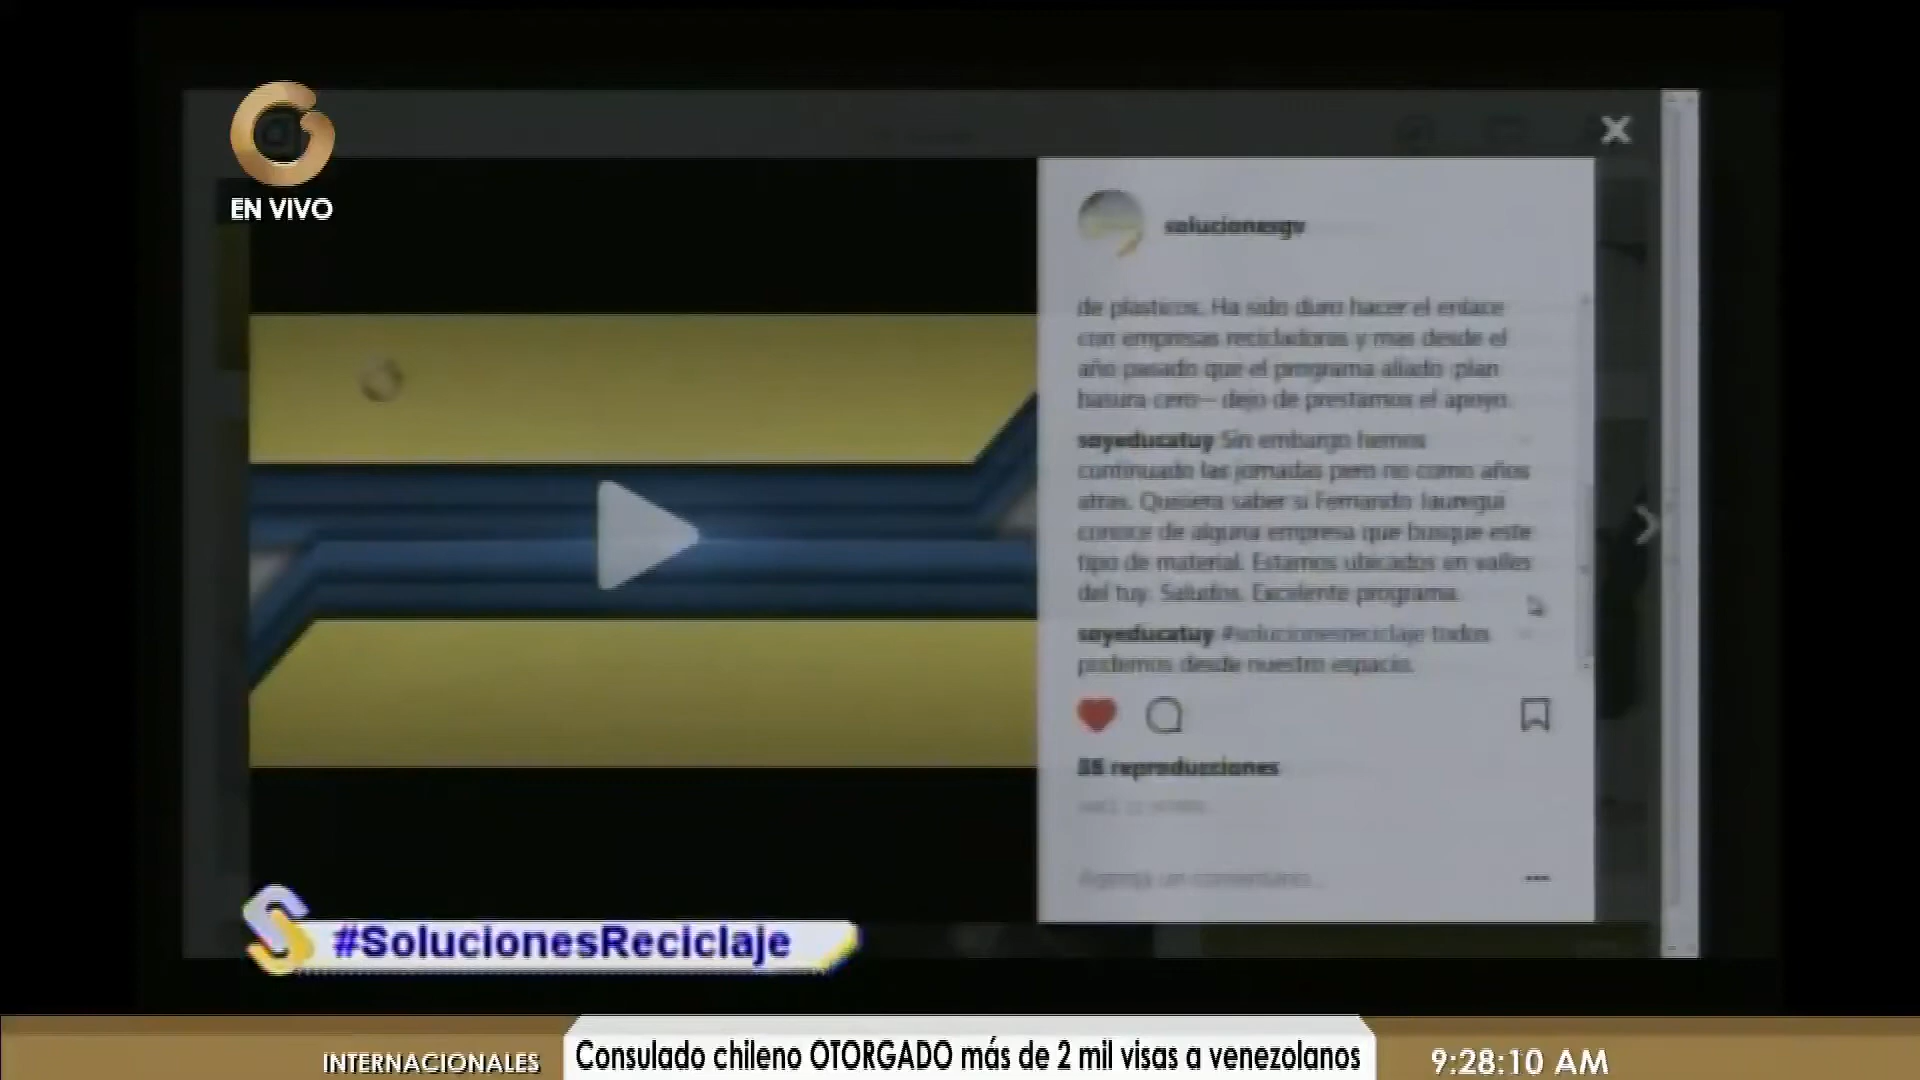 EN VIVO
solucionesgv
de plasticos. Ha sido duro hacer el enlace
con empresas recicladoras y mas desde el
año pasado que el programa aliado
basura cero-- dejo de prestarnos el apoyo.
soyeducatuy Sin embargo hemos
continuado las jornadas pero no como años
atras. Quisiera saber si Fernando Jauregui
conoce de alguna empresa que busque este
tipo de material. Estamos ubicados en valles
del tuy. Saludos. Excelente programa.
soyeducatuy #solucionesreciclaje todos
podemos desde nuestro espacio.
reproducciones
Agrega un comentario...
#SolucionesReciclaje
INTERNACIONALES
Consulado chileno OTORGADO más de 2 mil visas a venezolanos
9:28:10 AM